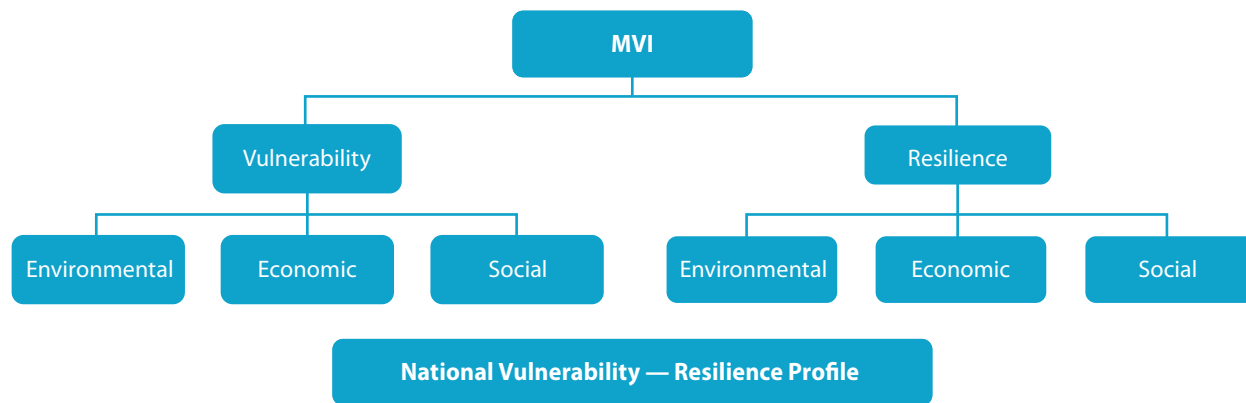 MVI
Vulnerability
Resilience
Environmental
Economic
Social
Environmental
Economic
Social
National Vulnerability — Resilience Profile